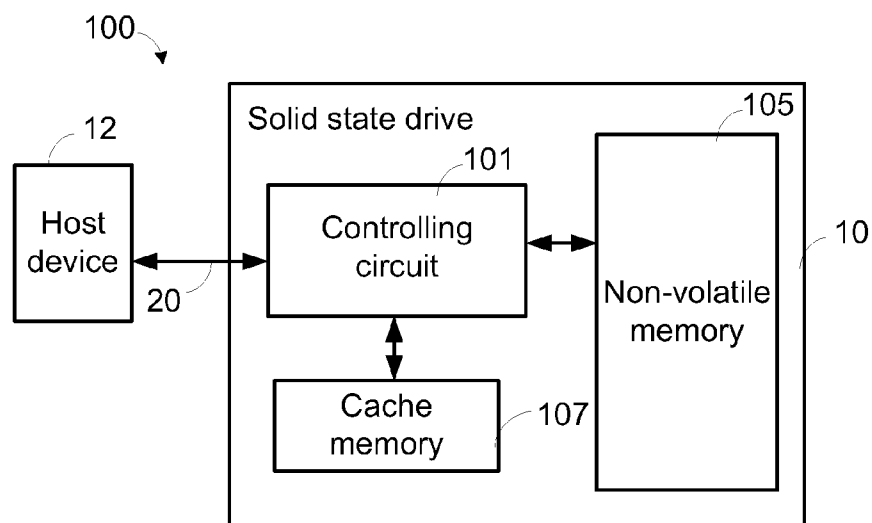 100
12
Host
device
20
Solid state drive
101
Controlling
circuit
Cache
memory
107
105
Non-volatile
memory
10